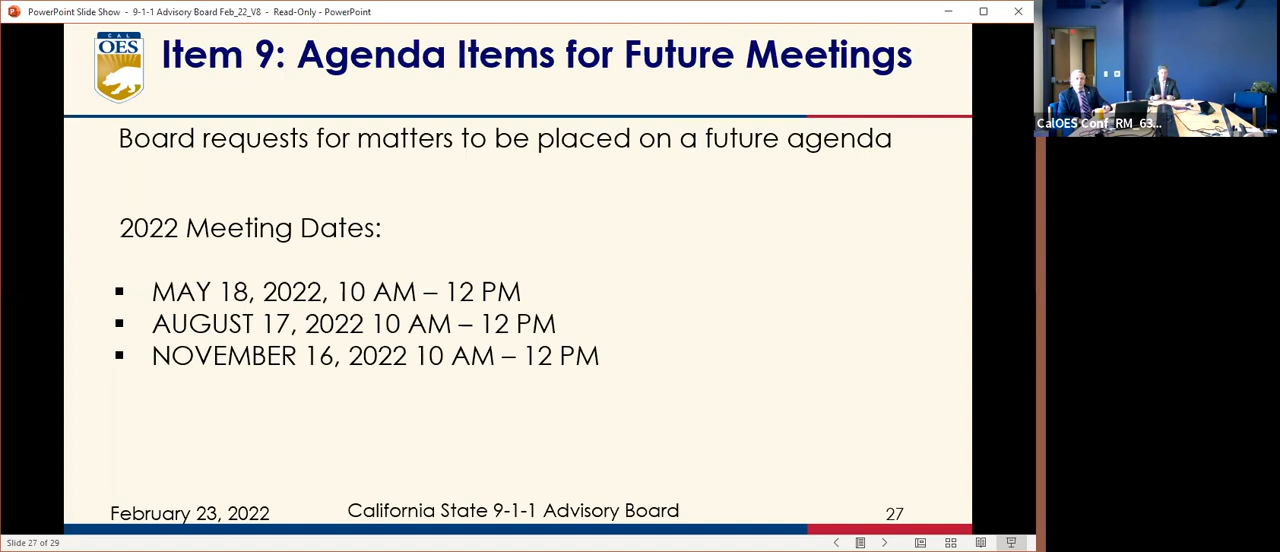 PowerPoint Slide Show - 9-1-1 Advisory Board Feb_22_V8 - Read-Only - PowerPoint
CAL
OES
Item 9: Agenda Items for Future Meetings
CalOES Conf_RM_63...
Board requests for matters to be placed on a future agenda
2022 Meeting Dates:
▪ MAY 18, 2022, 10 AM – 12 PM
▪ AUGUST 17, 2022 10 AM – 12 PM
▪ NOVEMBER 16, 2022 10 AM – 12 PM
February 23, 2022 California State 9-1-1 Advisory Board 27
Slide 27 of 29